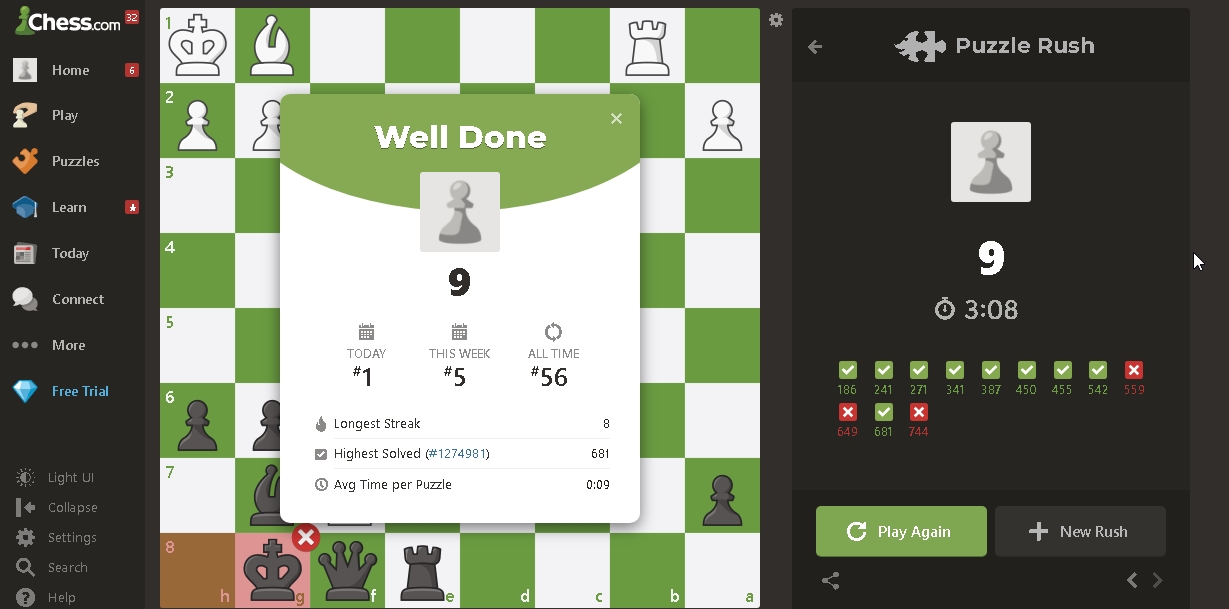 Chess.com 32
Home 6
Play
Puzzles
Learn
Today
Connect
More
Free Trial
Light UI
Collapse
Settings
Search
Help
1
2
3
4
5
6
7
8
h g f e d c b a
Well Done
9
TODAY THIS WEEK ALL TIME
#1 #5 #56
Longest Streak 8
Highest Solved (#1274981) 681
Avg Time per Puzzle 0:09
Puzzle Rush
9
3:08
186 241 271 341 387 450 455 542 559
649 681 744
Play Again
New Rush